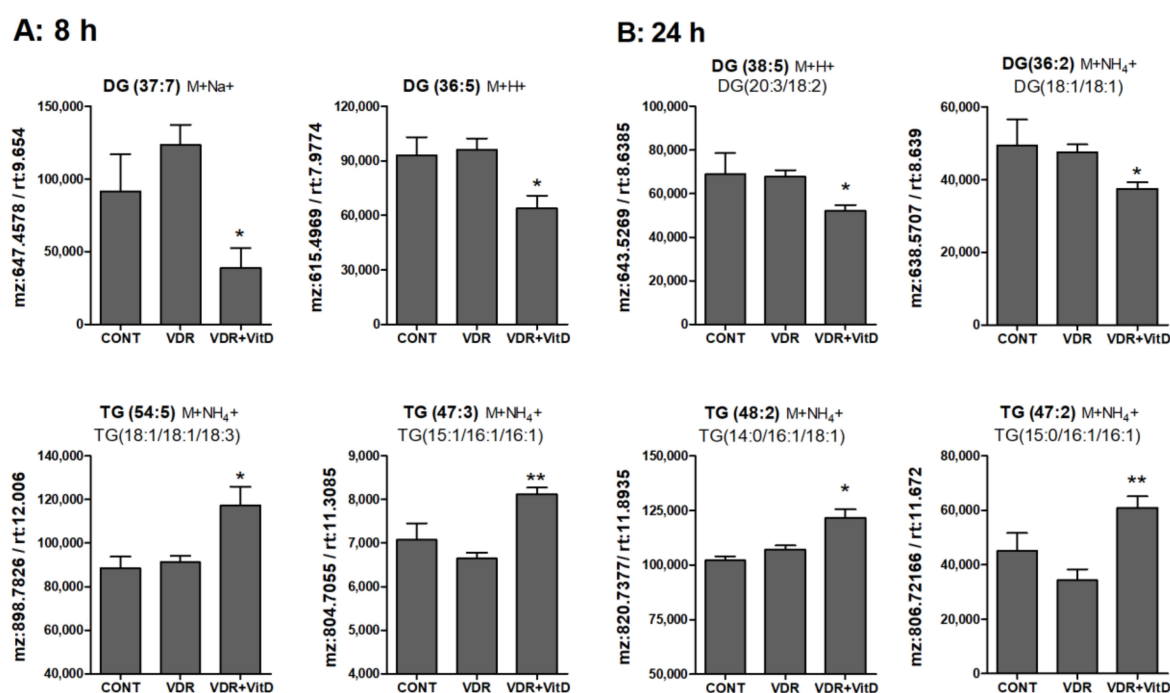 A: 8 h
DG (37:7) M+Na+
mz:647.4578 / rt:9.654
150,000
100,000
50,000
0
CONT VDR VDR+VitD
*
DG (36:5) M+H+
mz:615.4969 / rt:7.9774
120,000
90,000
60,000
30,000
0
CONT VDR VDR+VitD
*
B: 24 h
DG (38:5) M+H+
DG(20:3/18:2)
mz:643.5269 / rt:8.6385
100,000
80,000
60,000
40,000
20,000
0
CONT VDR VDR+VitD
*
DG(36:2) M+NH₄+
DG(18:1/18:1)
mz:638.5707 / rt:8.639
60,000
40,000
20,000
0
CONT VDR VDR+VitD
*
TG (54:5) M+NH₄+
TG(18:1/18:1/18:3)
mz:898.7826 / rt:12.006
140,000
120,000
100,000
80,000
60,000
40,000
CONT VDR VDR+VitD
*
TG (47:3) M+NH₄+
TG(15:1/16:1/16:1)
mz:804.7055 / rt:11.3085
9,000
8,000
7,000
6,000
5,000
4,000
CONT VDR VDR+VitD
**
TG (48:2) M+NH₄+
TG(14:0/16:1/18:1)
mz:820.7377/ rt:11.8935
150,000
125,000
100,000
75,000
50,000
CONT VDR VDR+VitD
*
TG (47:2) M+NH₄+
TG(15:0/16:1/16:1)
mz:806.72166 / rt:11.672
80,000
60,000
40,000
20,000
0
CONT VDR VDR+VitD
**